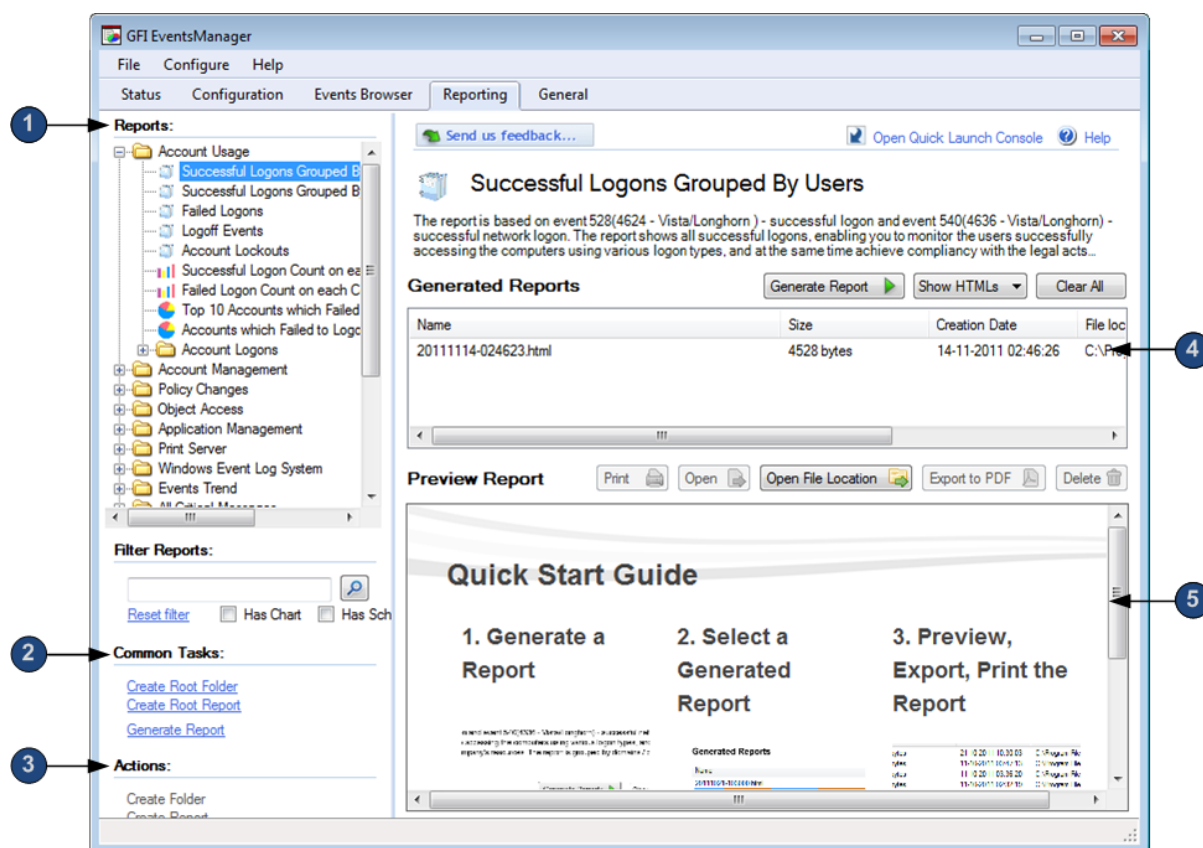 GFI EventsManager
File Configure Help
Status Configuration Events Browser Reporting General
1
Reports:
Account Usage
Successful Logons Grouped B
Successful Logons Grouped B
Failed Logons
Logoff Events
Account Lockouts
Successful Logon Count on ea
Failed Logon Count on each C
Top 10 Accounts which Failed
Accounts which Failed to Logo
Account Logons
Account Management
Policy Changes
Object Access
Application Management
Print Server
Windows Event Log System
Events Trend
All Critical Messages
Filter Reports:
Reset filter Has Chart Has Sch
2
Common Tasks:
Create Root Folder
Create Root Report
Generate Report
3
Actions:
Create Folder
Create Report
Send us feedback... Open Quick Launch Console Help
Successful Logons Grouped By Users
The report is based on event 528(4624 - Vista/Longhorn ) - successful logon and event 540(4636 - Vista/Longhorn) -
successful network logon. The report shows all successful logons, enabling you to monitor the users successfully
accessing the computers using various logon types, and at the same time achieve compliancy with the legal acts...
Generated Reports Generate Report Show HTMLs Clear All
Name Size Creation Date File loc
20111114-024623.html 4528 bytes 14-11-2011 02:46:26 C:\Pro
4
Preview Report Print Open Open File Location Export to PDF Delete
5
Quick Start Guide
1. Generate a
Report
2. Select a
Generated
Report
3. Preview,
Export, Print the
Report
Generated Reports
Name